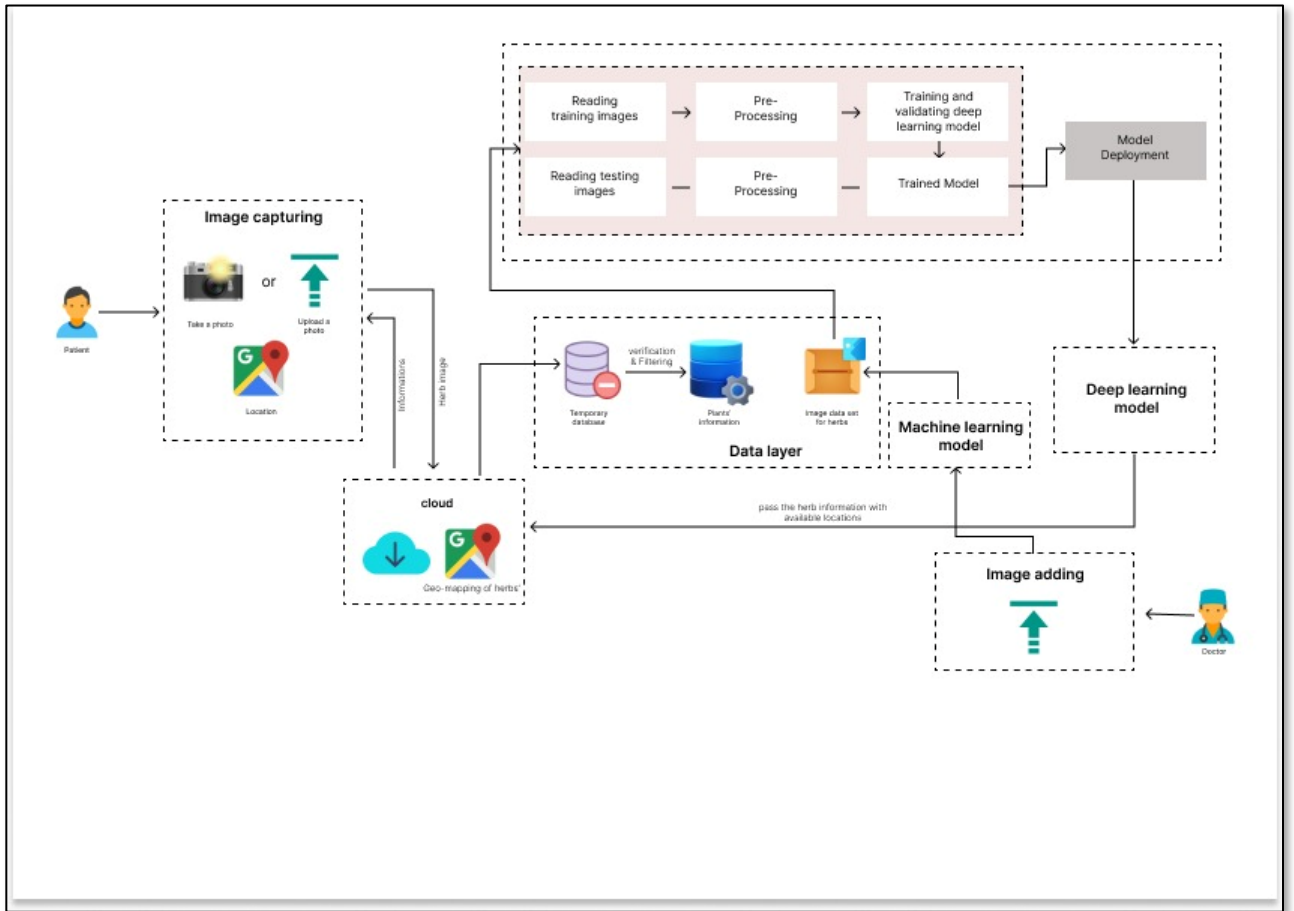 Reading
training images
Pre-
Processing
Training and
validating deep
learning model
Model
Deployment
Reading testing
images
Pre-
Processing
Trained Model
Image capturing
or
Take a photo
Upload a
photo
G
Location
Patient
Informations
Herb image
verification
& Filtering
Temporary
database
Plants'
information
Image data set
for herbs
Data layer
Machine learning
model
Deep learning
model
cloud
G
'Geo-mapping of herbs'
pass the herb information with
available locations
Image adding
Doctor